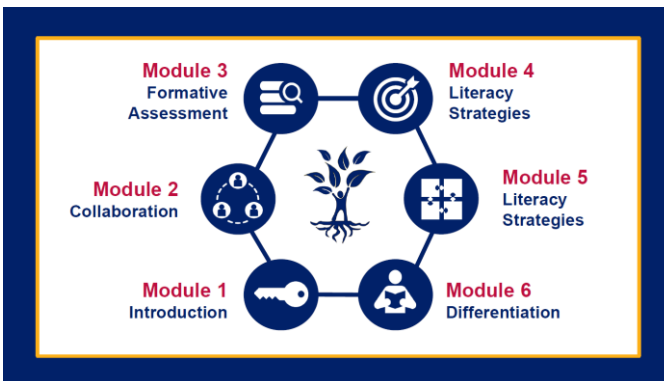 Module 3
Formative
Assessment
Module 4
Literacy
Strategies
Module 2
Collaboration
Module 5
Literacy
Strategies
Module 1
Introduction
Module 6
Differentiation